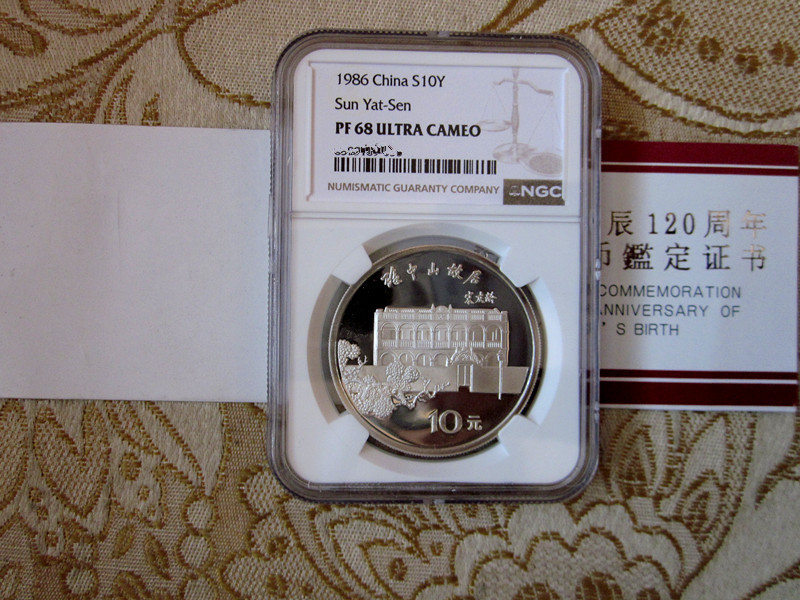 1986 China S10Y
Sun Yat-Sen
PF 68 ULTRA CAMEO
NUMISMATIC GUARANTY COMPANY
NGC
中山故居
宋庆龄
10元
辰120周年
币鑑定证书
COMMEMORATION
ANNIVERSARY OF
'S BIRTH